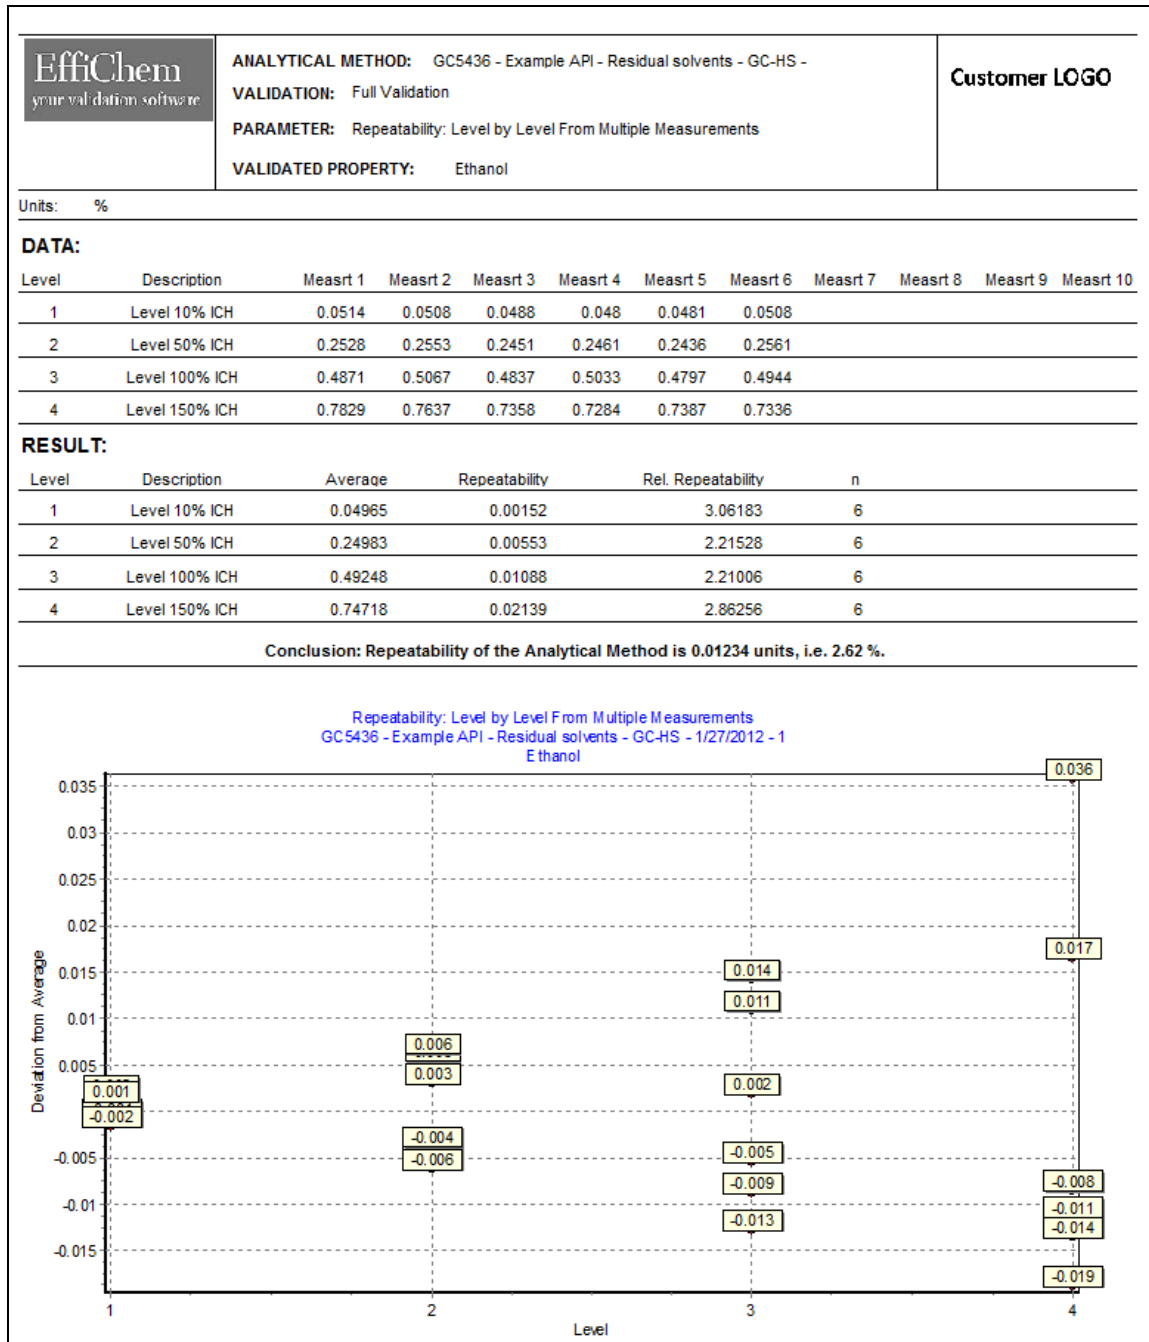 EffiChem
your validation software
ANALYTICAL METHOD: GC5436 - Example API - Residual solvents - GC-HS -
VALIDATION: Full Validation
PARAMETER: Repeatability: Level by Level From Multiple Measurements
VALIDATED PROPERTY: Ethanol
Customer LOGO
Units: %
DATA:
Level Description Measrt 1 Measrt 2 Measrt 3 Measrt 4 Measrt 5 Measrt 6 Measrt 7 Measrt 8 Measrt 9 Measrt 10
1 Level 10% ICH 0.0514 0.0508 0.0488 0.048 0.0481 0.0508
2 Level 50% ICH 0.2528 0.2553 0.2451 0.2461 0.2436 0.2561
3 Level 100% ICH 0.4871 0.5067 0.4837 0.5033 0.4797 0.4944
4 Level 150% ICH 0.7829 0.7637 0.7358 0.7284 0.7387 0.7336
RESULT:
Level Description Average Repeatability Rel. Repeatability n
1 Level 10% ICH 0.04965 0.00152 3.06183 6
2 Level 50% ICH 0.24983 0.00553 2.21528 6
3 Level 100% ICH 0.49248 0.01088 2.21006 6
4 Level 150% ICH 0.74718 0.02139 2.86256 6
Conclusion: Repeatability of the Analytical Method is 0.01234 units, i.e. 2.62 %.
Repeatability: Level by Level From Multiple Measurements
GC5436 - Example API - Residual solvents - GC-HS - 1/27/2012 - 1
Ethanol
0.036
0.035
0.03
0.025
0.02
0.017
0.015
0.014
0.011
0.01
0.006
0.005
0.003
0.002
0.001
-0.002
-0.004
-0.005
-0.005
-0.006
-0.008
-0.009
-0.01
-0.011
-0.013
-0.014
-0.015
-0.019
Deviation from Average
1 2 3 4
Level